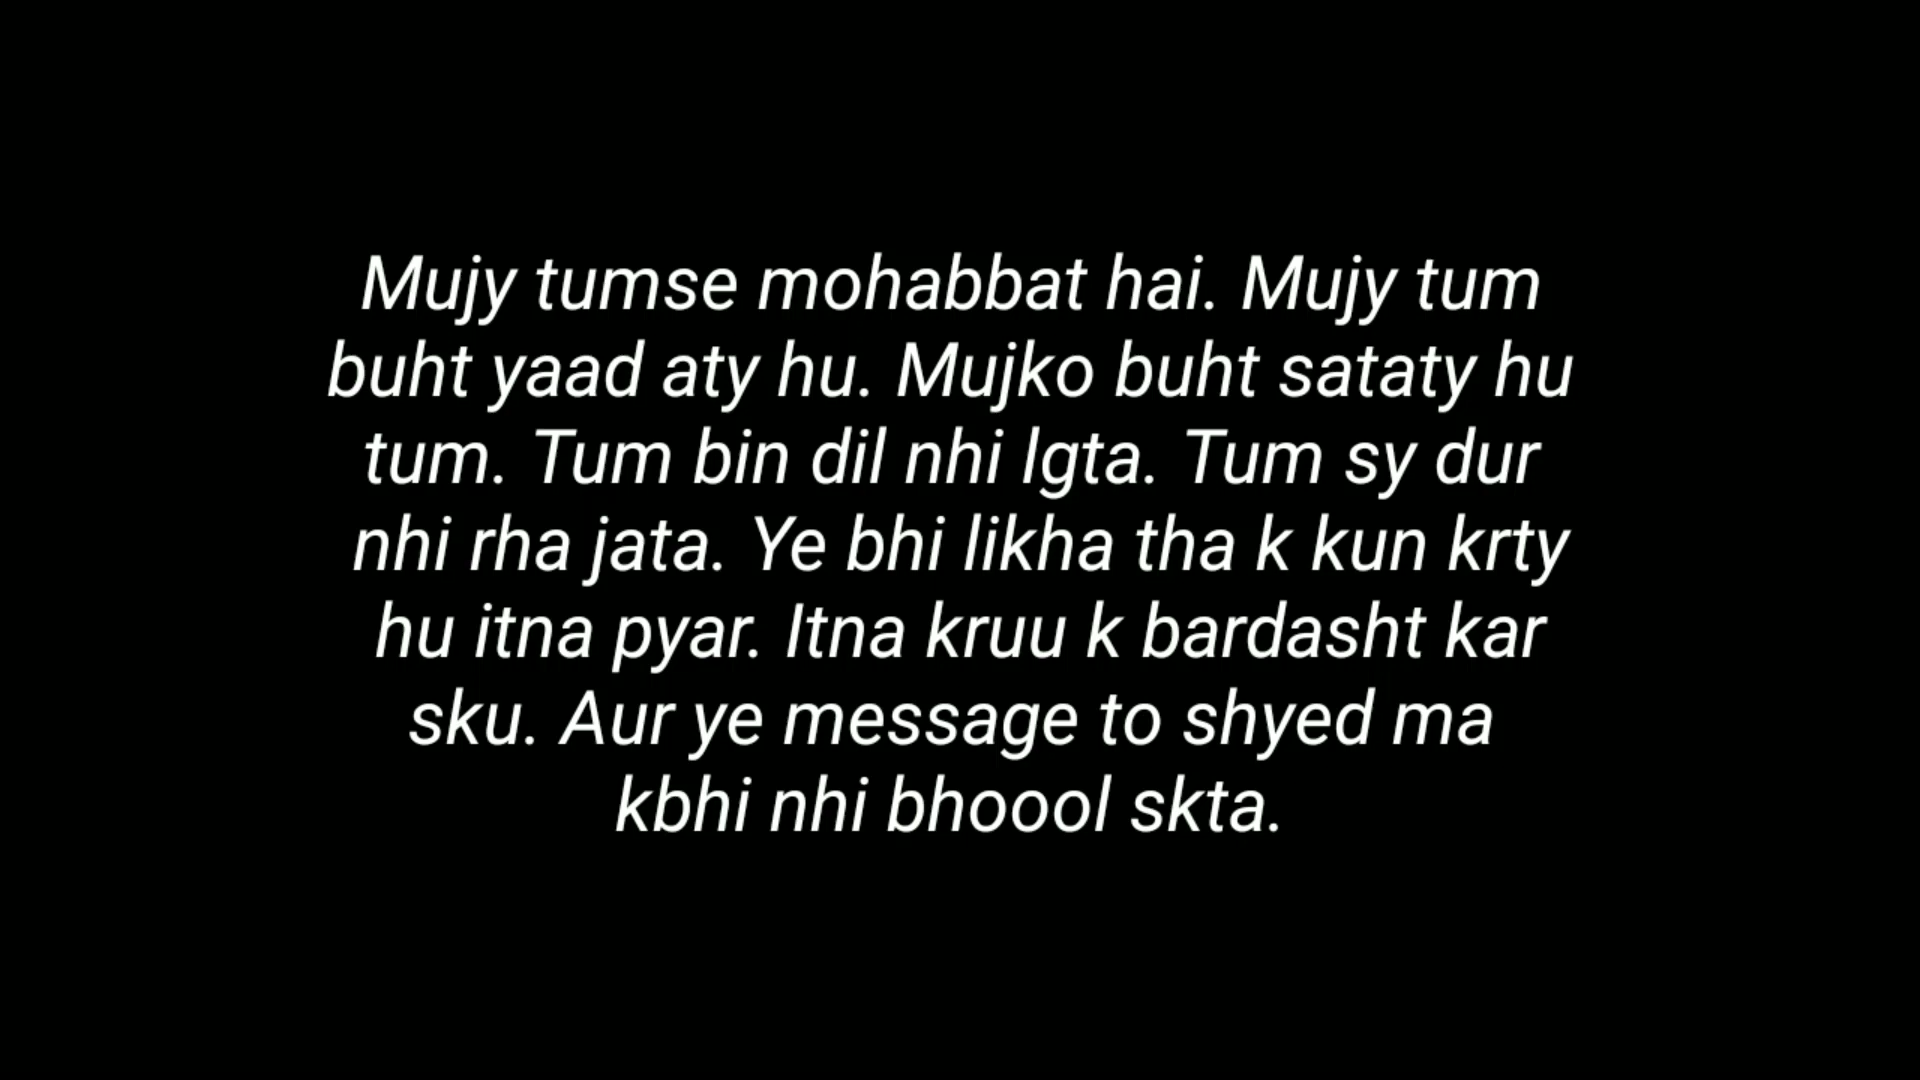 Mujy tumse mohabbat hai. Mujy tum
buht yaad aty hu. Mujko buht sataty hu
tum. Tum bin dil nhi lgta. Tum sy dur
nhi rha jata. Ye bhi likha tha k kun krty
hu itna pyar. Itna kruu k bardasht kar
sku. Aur ye message to shyed ma
kbhi nhi bhoool skta.